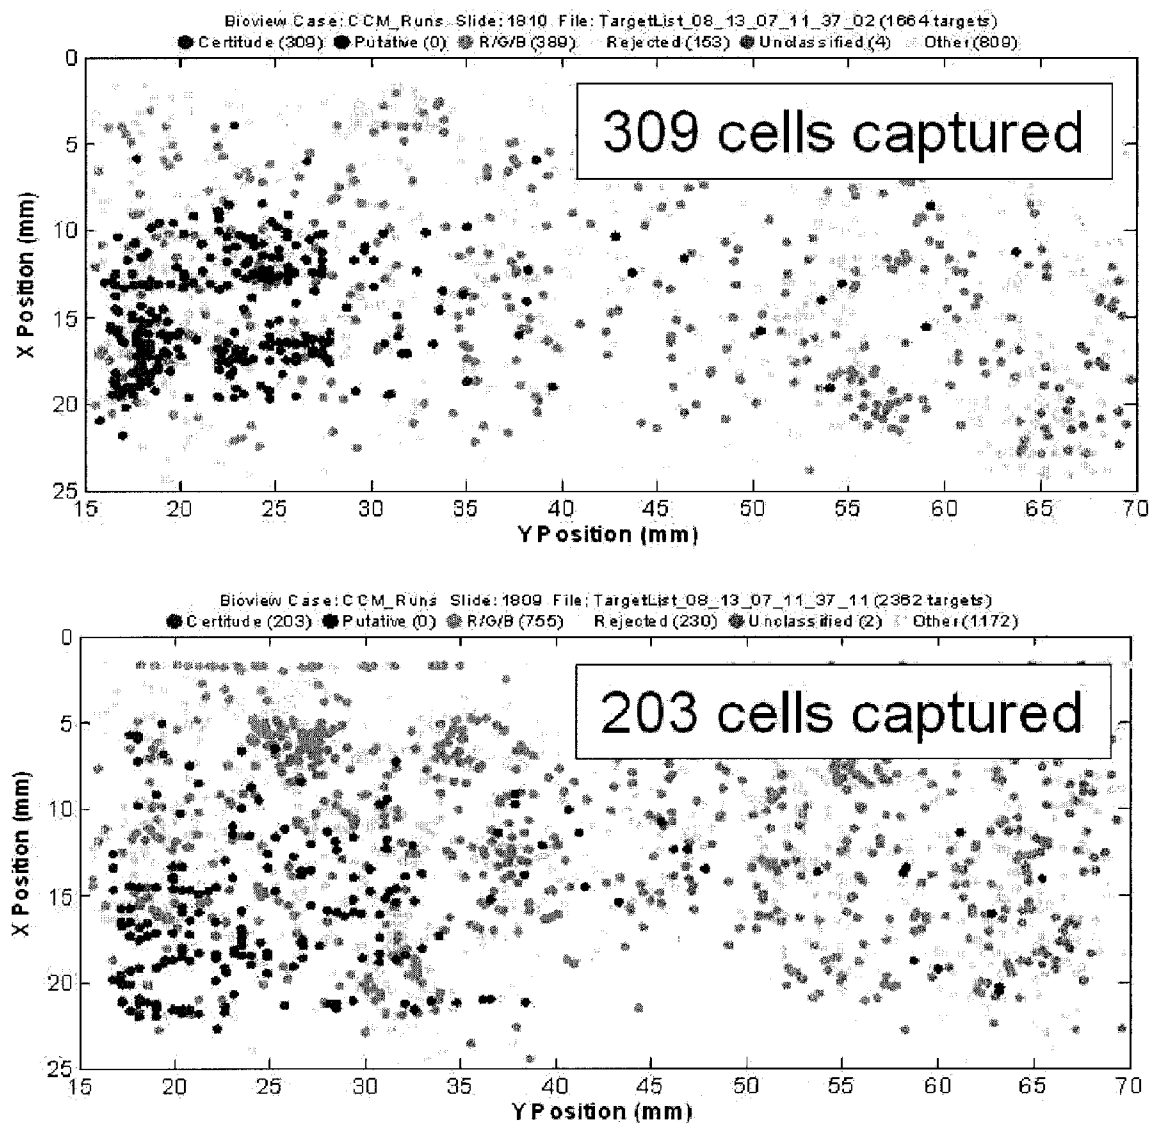 Bioview Case: CCM_Runs Slide: 1810 File: TargetList_08_13_07_11_37_02 (1664 targets)
Certitude (309) Putative (0) R/G/B (389) Rejected (153) Unclassified (4) Other (809)
309 cells captured
0
5
10
15
20
25
X Position (mm)
15 20 25 30 35 40 45 50 55 60 65 70
Y Position (mm)
Bioview Case: CCM_Runs Slide: 1809 File: TargetList_08_13_07_11_37_11 (2362 targets)
Certitude (203) Putative (0) R/G/B (755) Rejected (230) Unclassified (2) Other (1172)
203 cells captured
0
5
10
15
20
25
X Position (mm)
15 20 25 30 35 40 45 50 55 60 65 70
Y Position (mm)